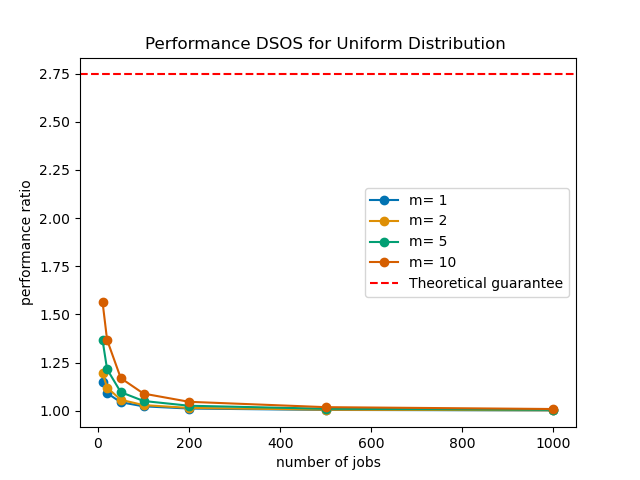 Performance DSOS for Uniform Distribution
performance ratio
2.75
2.50
2.25
2.00
1.75
1.50
1.25
1.00
m= 1
m= 2
m= 5
m= 10
Theoretical guarantee
0
200
400
600
800
1000
number of jobs